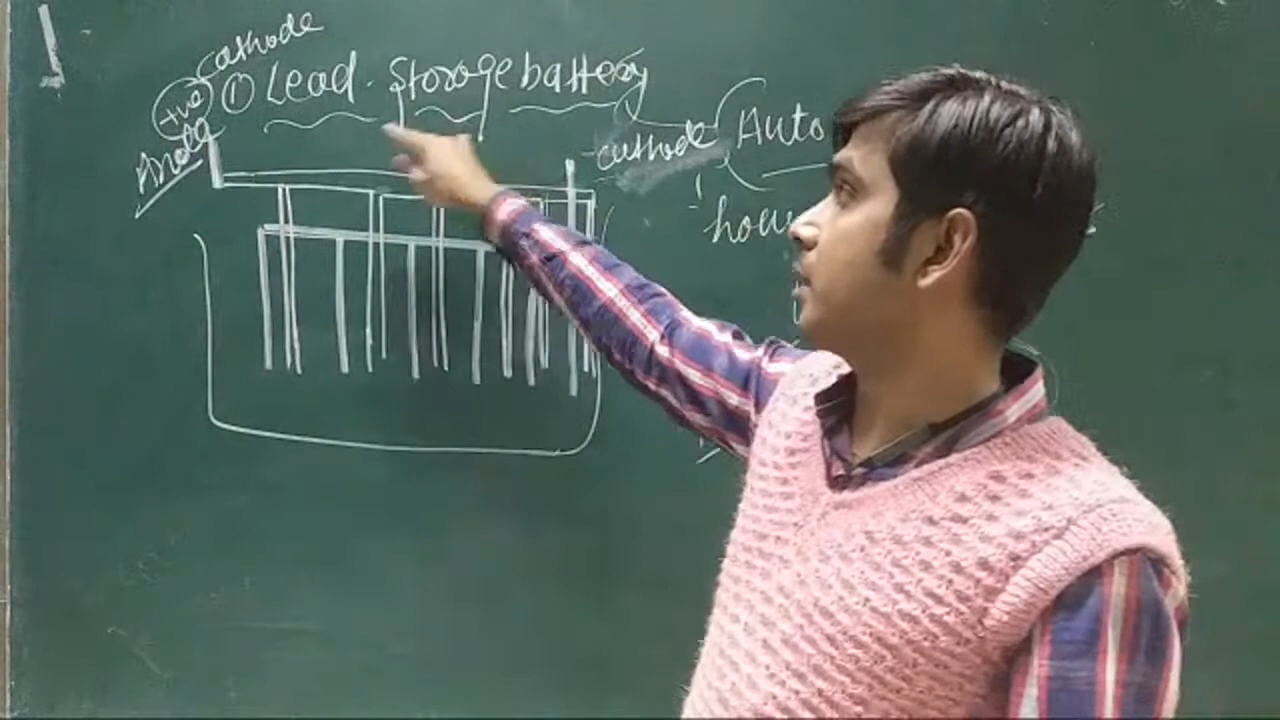 cathode
① Lead-Storage battery
+ve
Anode
cathode
Auto
hou